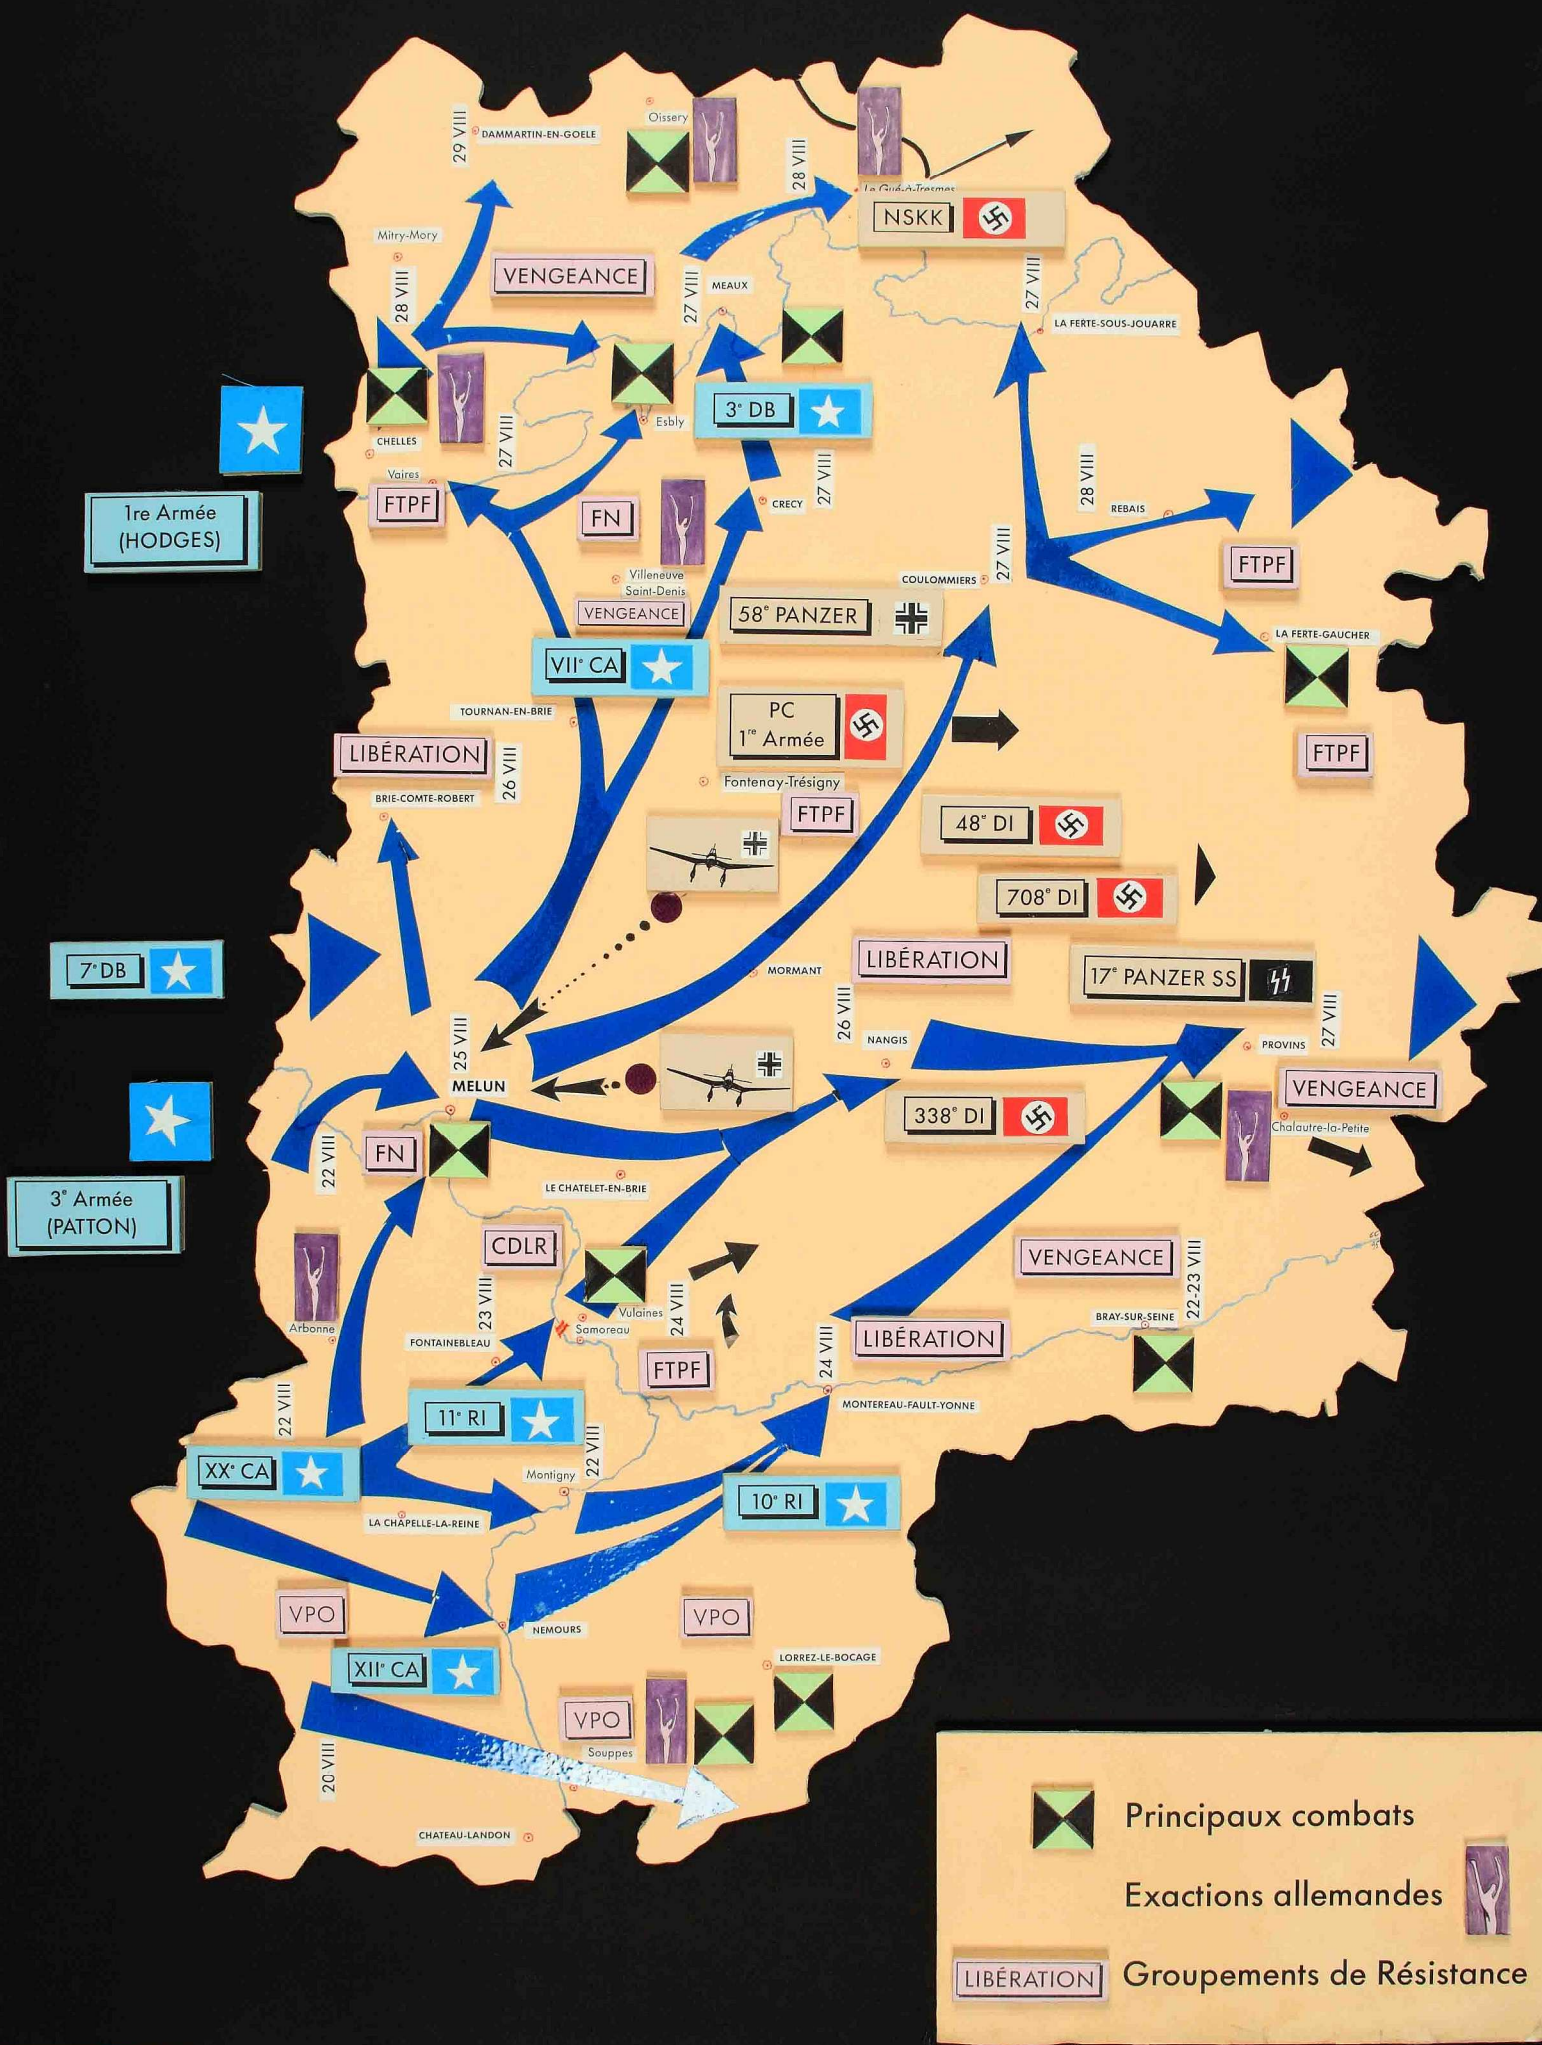 Oissery
29 VIII
DAMMARTIN-EN-GOELE
28 VIII
Le Gué-à-Tresmes
NSKK
Mitry-Mory
VENGEANCE
28 VIII
27 VIII
MEAUX
27 VIII
LA FERTE-SOUS-JOUARRE
3e DB
Esbly
CHELLES
27 VIII
Vaires
FTPF
1re Armée
(HODGES)
FN
27 VIII
CRECY
28 VIII
REBAIS
FTPF
Villeneuve
Saint-Denis
VENGEANCE
COULOMMIERS
27 VIII
58e PANZER
LA FERTE-GAUCHER
VIIe CA
TOURNAN-EN-BRIE
PC
1re Armée
FTPF
LIBÉRATION
26 VIII
BRIE-COMTE-ROBERT
Fontenay-Trésigny
FTPF
48e DI
708e DI
LIBÉRATION
7e DB
MORMANT
17e PANZER SS
26 VIII
NANGIS
27 VIII
PROVINS
25 VIII
MELUN
VENGEANCE
338e DI
Chalautre-la-Petite
22 VIII
FN
LE CHATELET-EN-BRIE
3e Armée
(PATTON)
CDLR
VENGEANCE
22-23 VIII
23 VIII
Vulaines
24 VIII
Arbonne
Samoreau
BRAY-SUR-SEINE
FONTAINEBLEAU
LIBÉRATION
24 VIII
FTPF
22 VIII
11e RI
MONTEREAU-FAULT-YONNE
XXe CA
22 VIII
Montigny
10e RI
LA CHAPELLE-LA-REINE
VPO
VPO
NEMOURS
XIIe CA
LORREZ-LE-BOCAGE
VPO
Souppes
20 VIII
CHATEAU-LANDON
Principaux combats
Exactions allemandes
LIBÉRATION
Groupements de Résistance